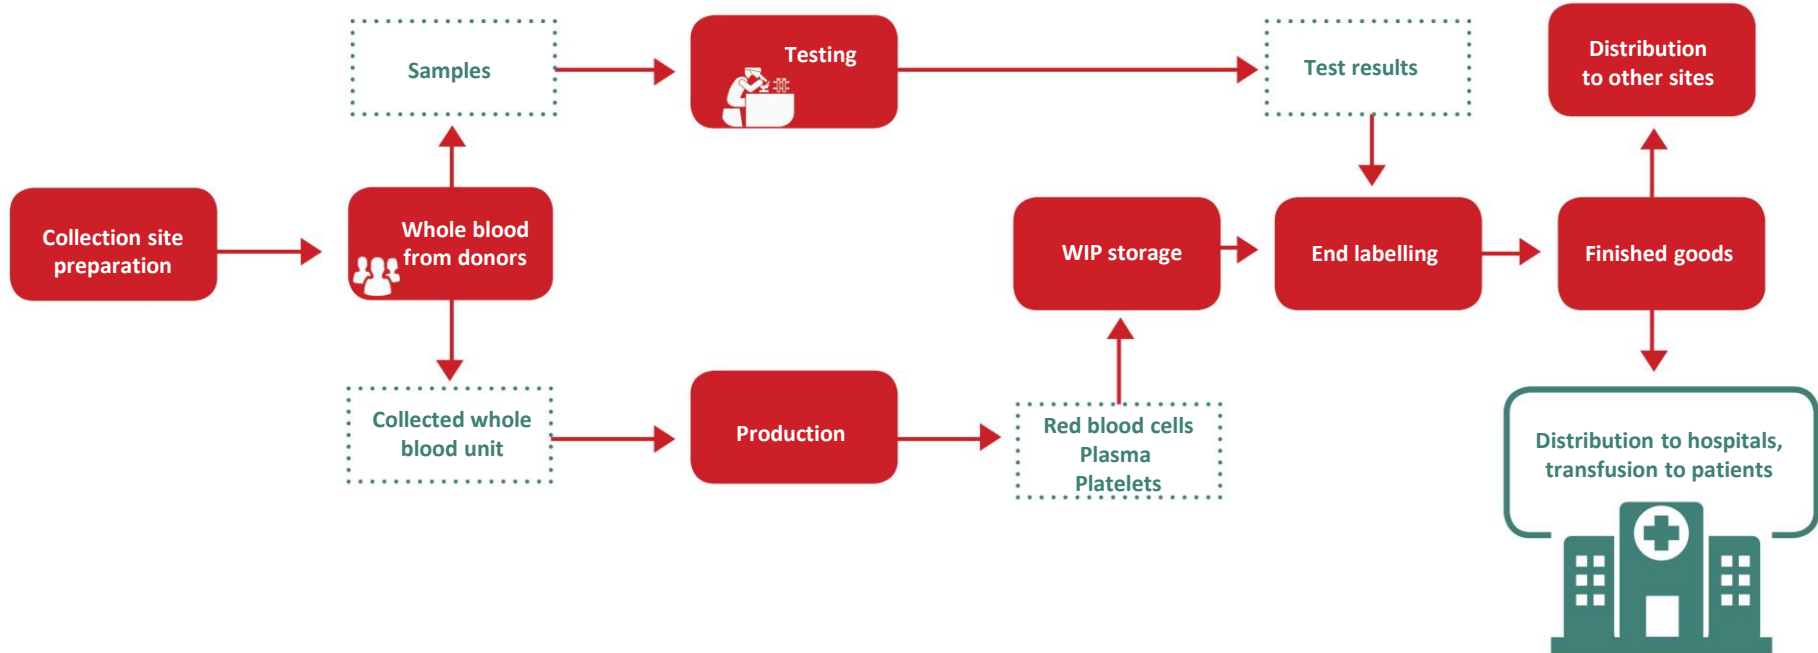 Samples
Testing
Test results
Distribution
to other sites
Collection site
preparation
Whole blood
from donors
WIP storage
End labelling
Finished goods
Collected whole
blood unit
Production
Red blood cells
Plasma
Platelets
Distribution to hospitals,
transfusion to patients